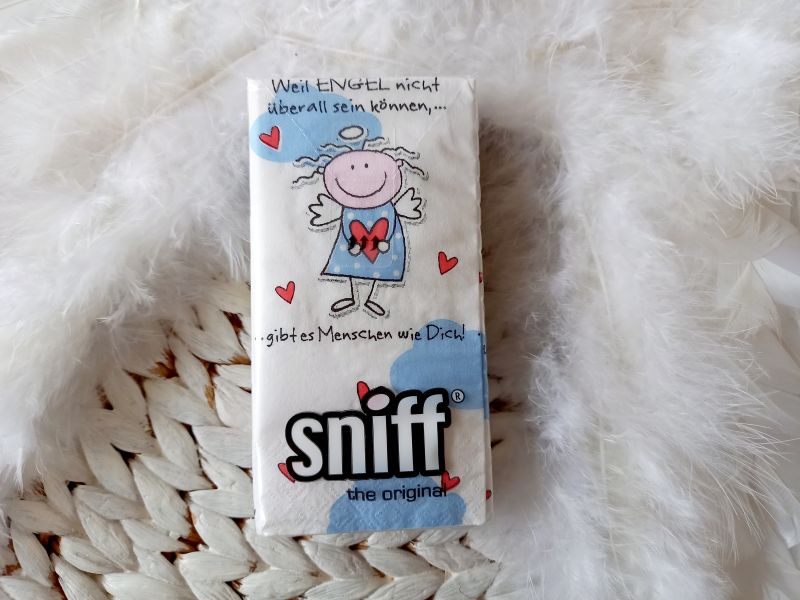 Weil ENGEL nicht
überall sein können,...
...gibt es Menschen wie Dich!
sniff®
the original